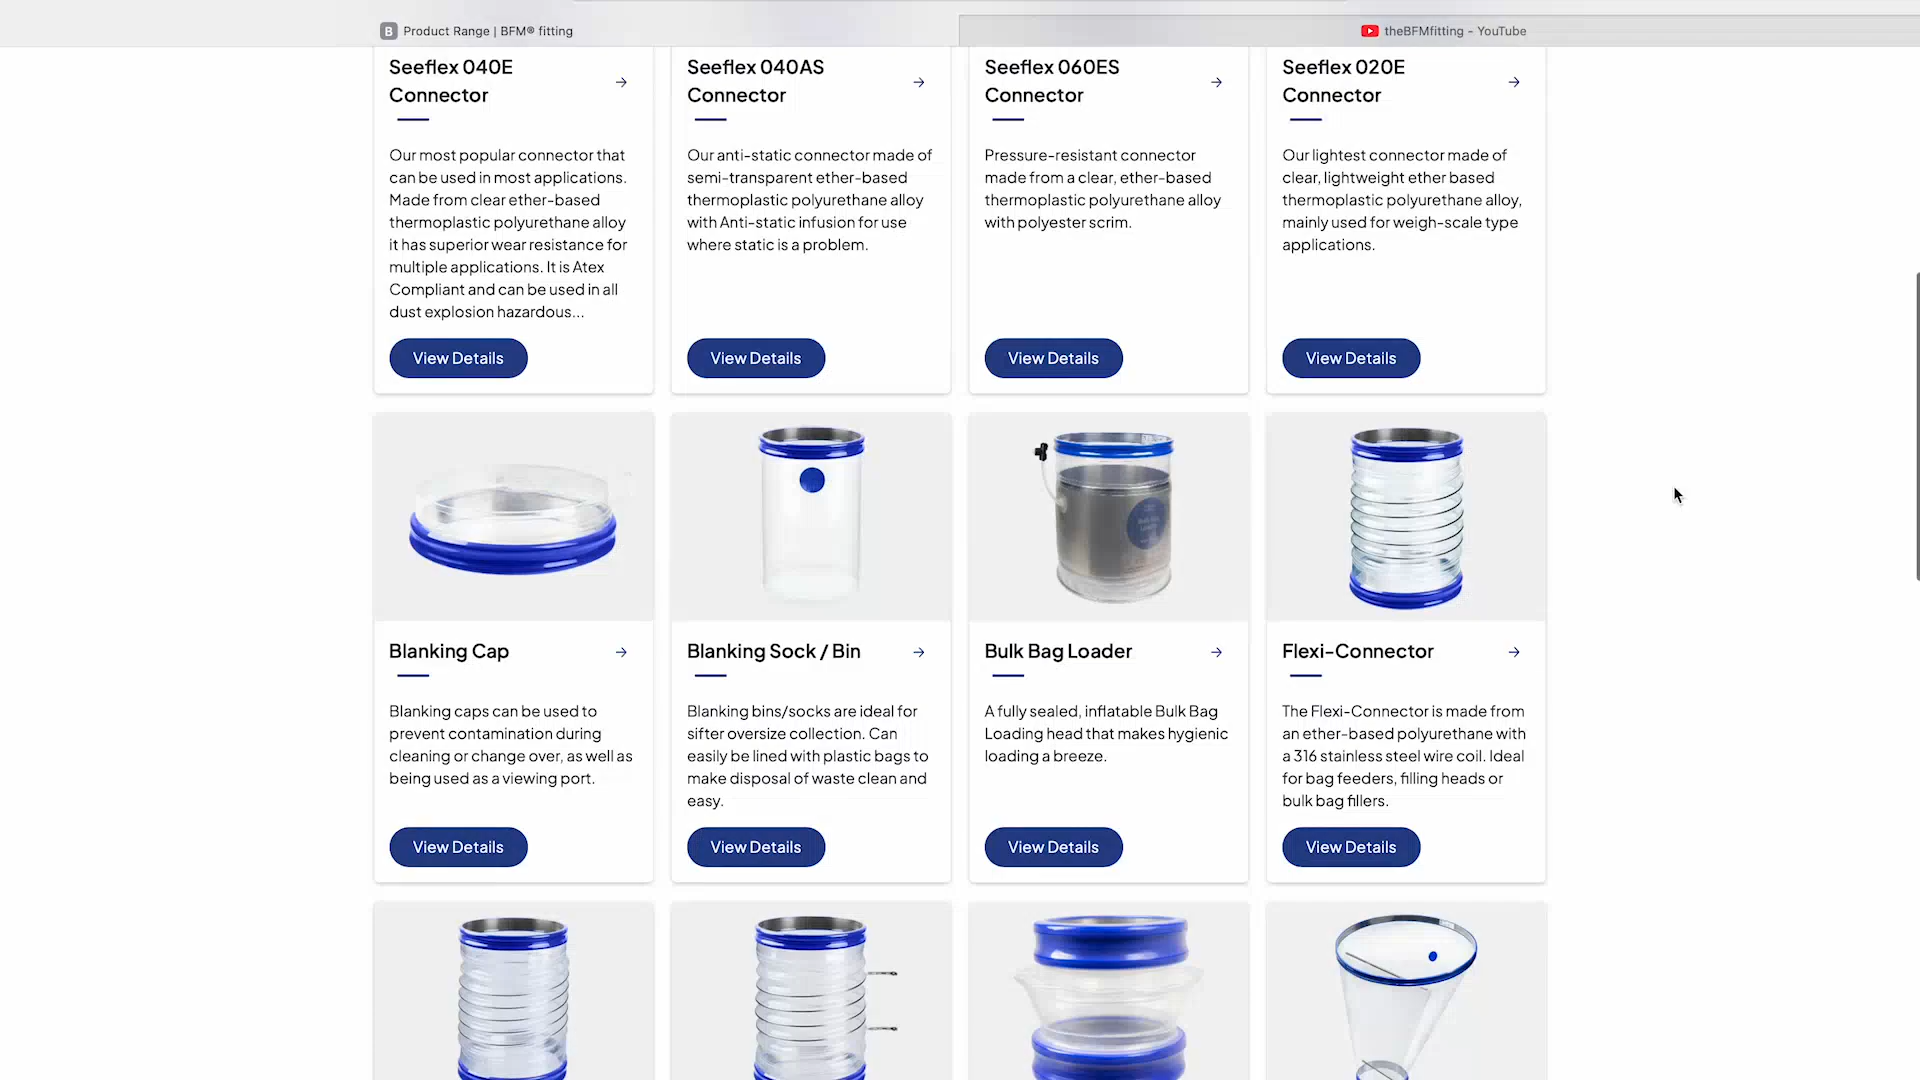 B Product Range | BFM® fitting
theBFMfitting - YouTube
Seeflex 040E
Connector
Our most popular connector that
can be used in most applications.
Made from clear ether-based
thermoplastic polyurethane alloy
it has superior wear resistance for
multiple applications. It is Atex
Compliant and can be used in all
dust explosion hazardous...
View Details
Seeflex 040AS
Connector
Our anti-static connector made of
semi-transparent ether-based
thermoplastic polyurethane alloy
with Anti-static infusion for use
where static is a problem.
View Details
Seeflex 060ES
Connector
Pressure-resistant connector
made from a clear, ether-based
thermoplastic polyurethane alloy
with polyester scrim.
View Details
Seeflex 020E
Connector
Our lightest connector made of
clear, lightweight ether based
thermoplastic polyurethane alloy,
mainly used for weigh-scale type
applications.
View Details
Blanking Cap
Blanking caps can be used to
prevent contamination during
cleaning or change over, as well as
being used as a viewing port.
View Details
Blanking Sock / Bin
Blanking bins/socks are ideal for
sifter oversize collection. Can
easily be lined with plastic bags to
make disposal of waste clean and
easy.
View Details
Bulk Bag Loader
A fully sealed, inflatable Bulk Bag
Loading head that makes hygienic
loading a breeze.
View Details
Flexi-Connector
The Flexi-Connector is made from
an ether-based polyurethane with
a 316 stainless steel wire coil. Ideal
for bag feeders, filling heads or
bulk bag fillers.
View Details